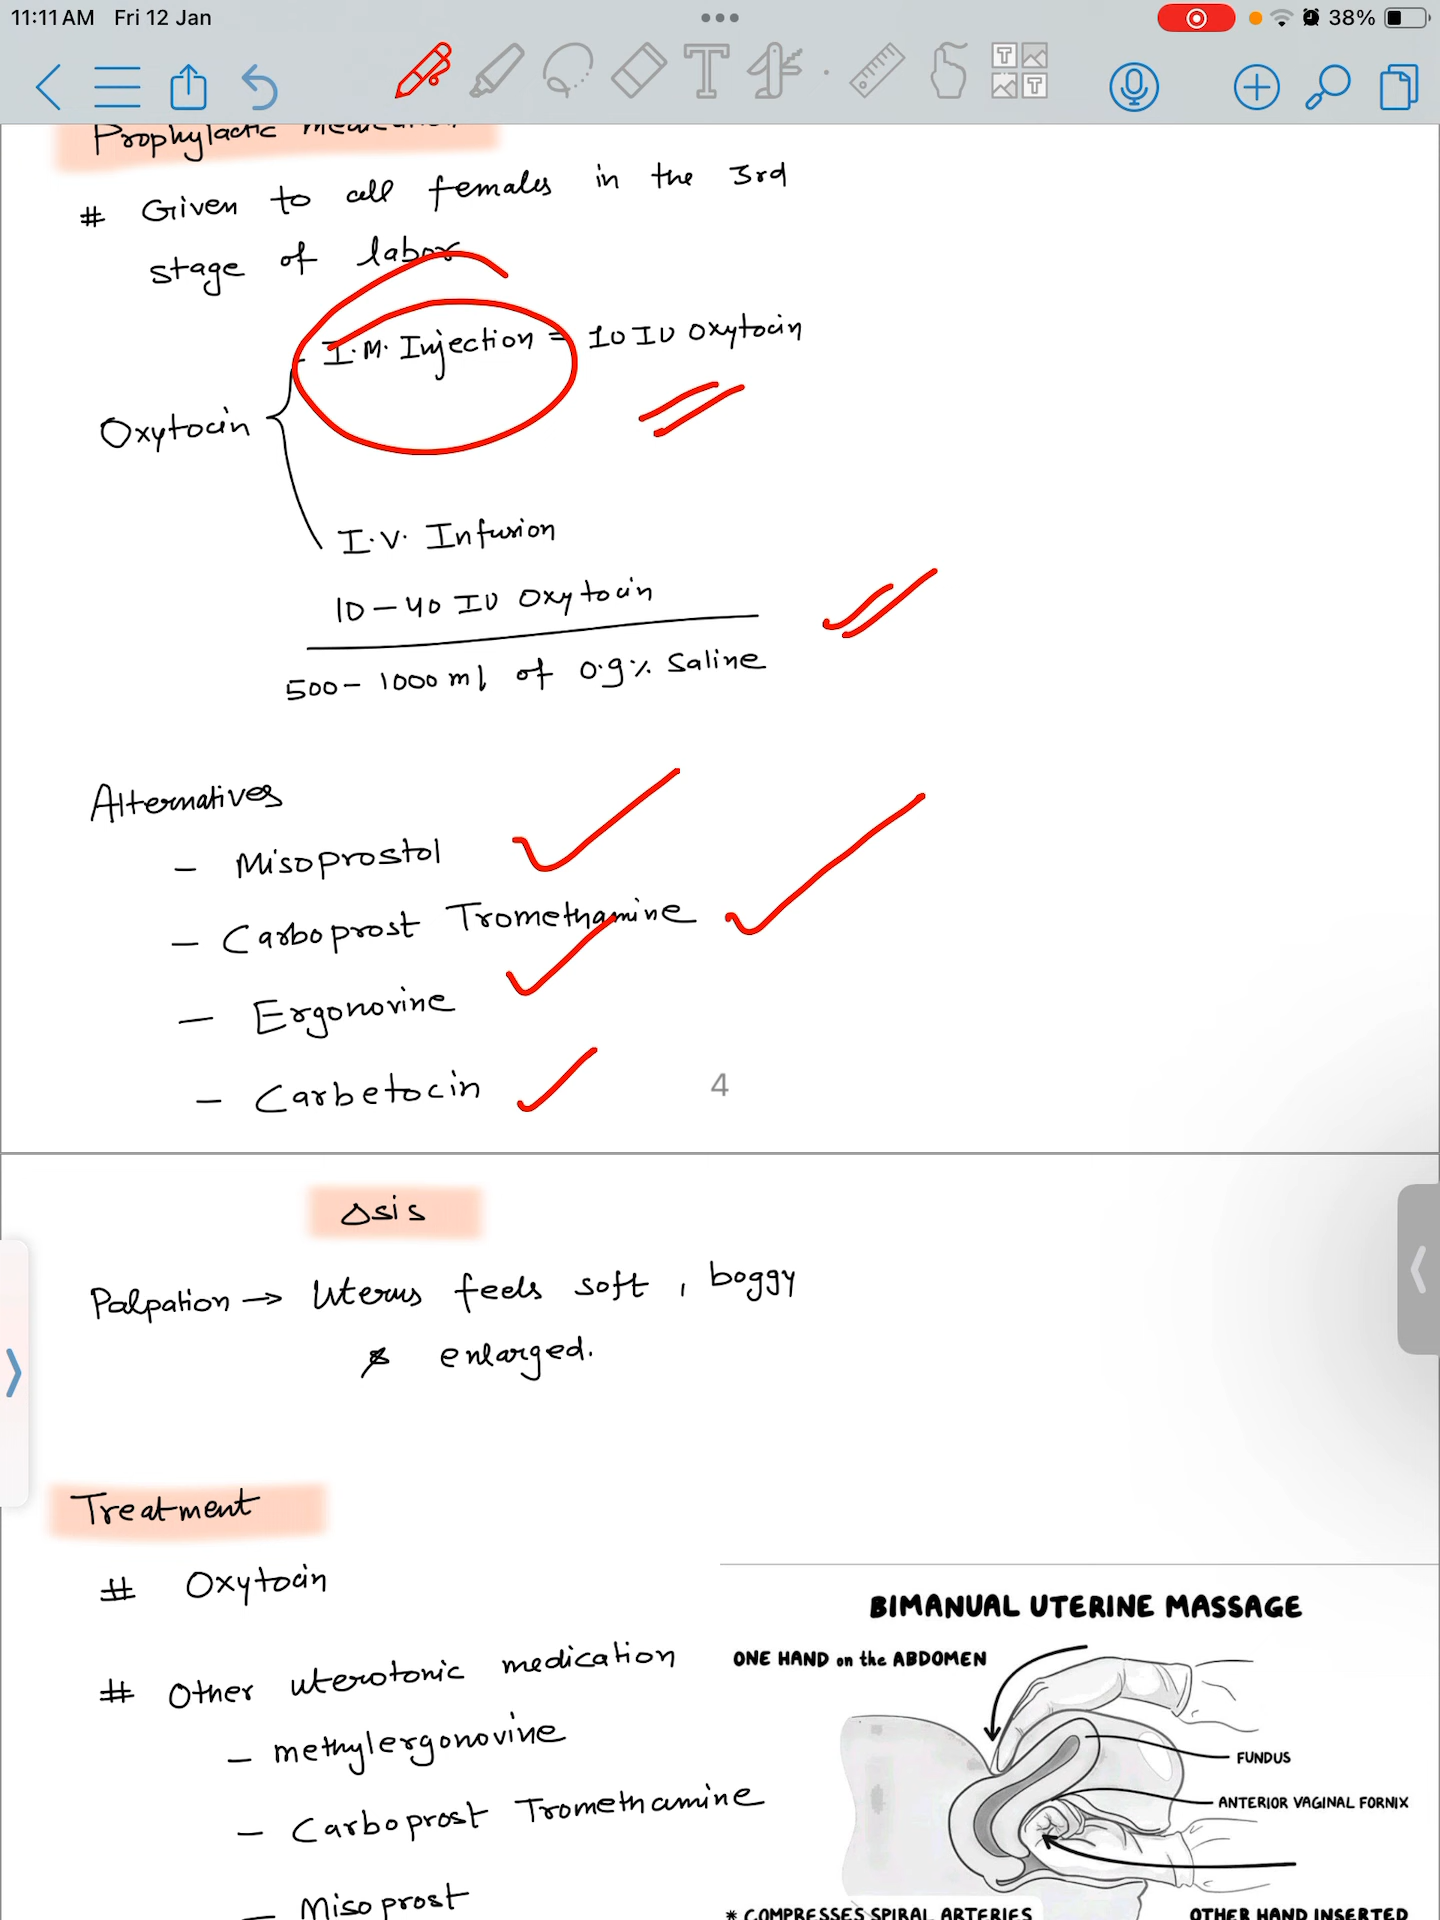 11:11 AM Fri 12 Jan
38%
Prophylactic
# Given to all females in the 3rd
stage of labor
Oxytocin
I.M. Injection = 10 IU Oxytocin
I.V. Infusion
10 - 40 IU Oxytocin
500 - 1000 ml of 0.9% Saline
Alternatives
- Misoprostol
- Carboprost Tromethamine
- Ergonovine
- Carbetocin
4
Δsis
Palpation → Uterus feels soft, boggy
& enlarged.
Treatment
# Oxytocin
# Other uterotonic medication
- methylergonovine
- Carboprost Tromethamine
- Misoprost
BIMANUAL UTERINE MASSAGE
ONE HAND on the ABDOMEN
FUNDUS
ANTERIOR VAGINAL FORNIX
* COMPRESSES SPIRAL ARTERIES
OTHER HAND INSERTED